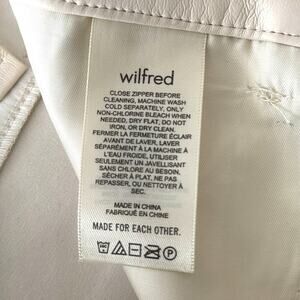 wilfred
CLOSE ZIPPER BEFORE
CLEANING, MACHINE WASH
COLD SEPARATELY, ONLY
NON-CHLORINE BLEACH WHEN
NEEDED, DRY FLAT, DO NOT
IRON, OR DRY CLEAN.
FERMER LA FERMETURE ÉCLAIR
AVANT DE LAVER, LAVER
SÉPARÉMENT À LA MACHINE À
L'EAU FROIDE, UTILISER
SEULEMENT UN JAVELLISANT
SANS CHLORE AU BESOIN,
SÉCHER À PLAT, NE PAS
REPASSER, OU NETTOYER À
SEC.
MADE IN CHINA
FABRIQUÉ EN CHINE
MADE FOR EACH OTHER.